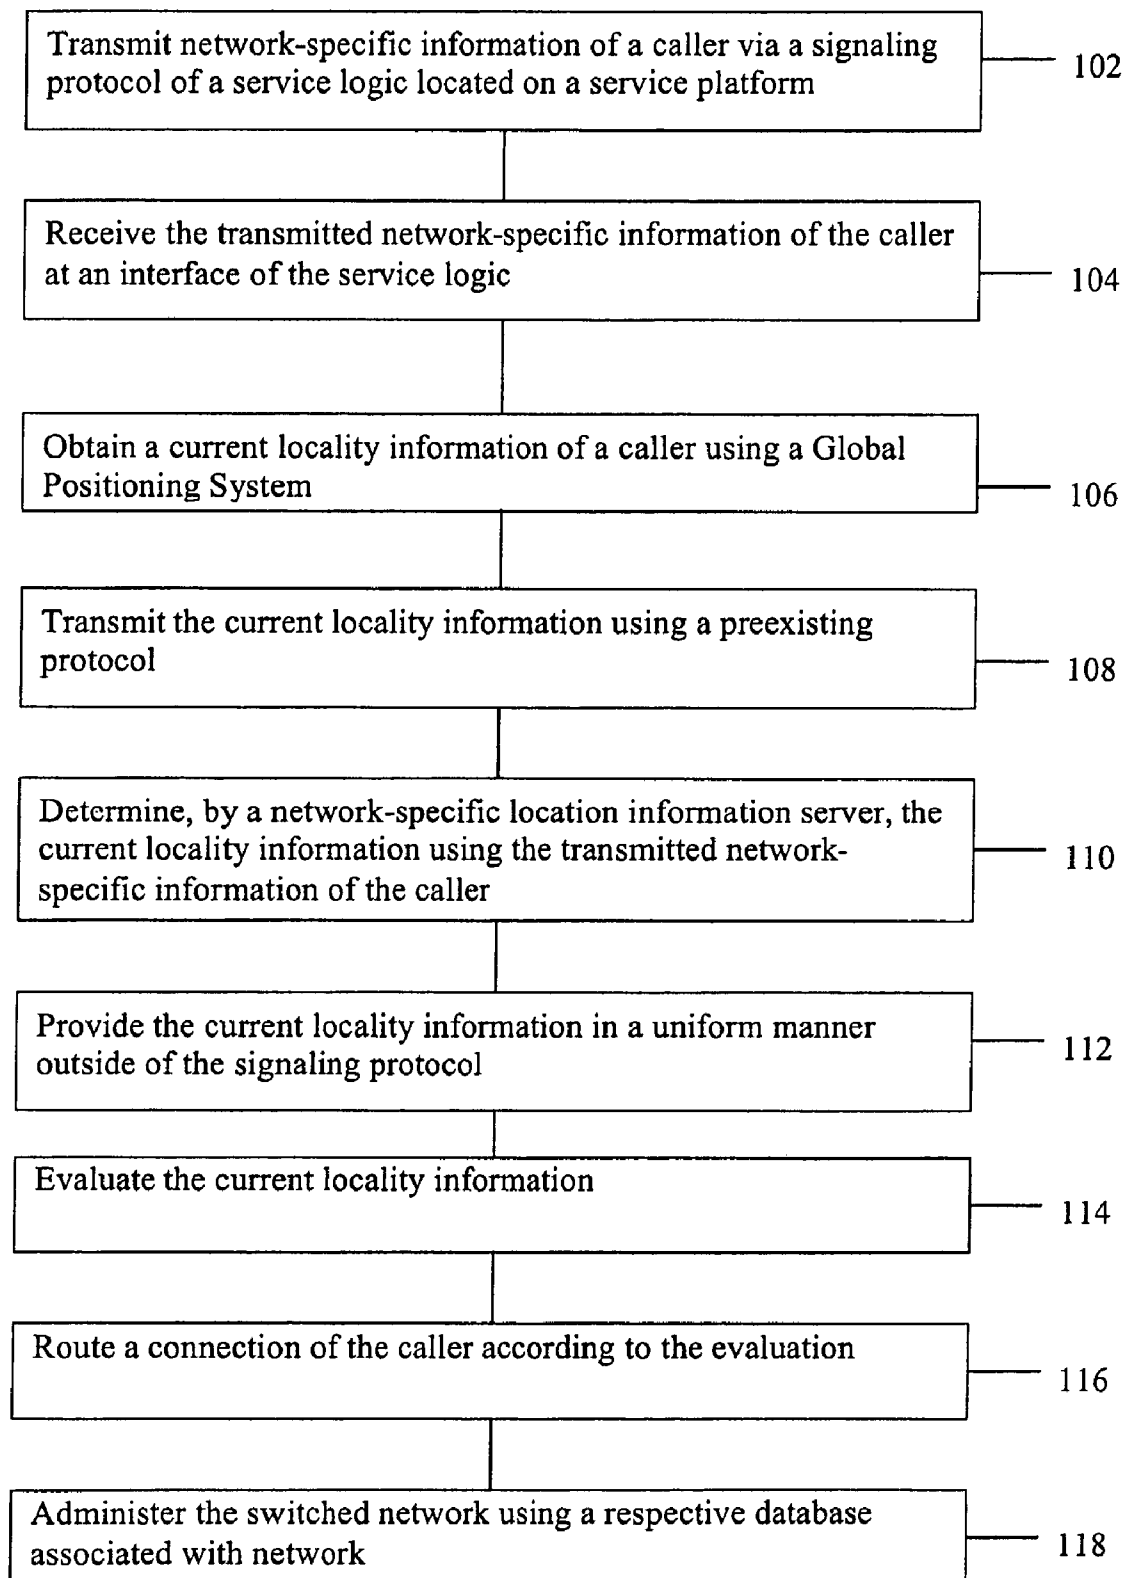 Transmit network-specific information of a caller via a signaling
protocol of a service logic located on a service platform
102
Receive the transmitted network-specific information of the caller
at an interface of the service logic
104
Obtain a current locality information of a caller using a Global
Positioning System
106
Transmit the current locality information using a preexisting
protocol
108
Determine, by a network-specific location information server, the
current locality information using the transmitted network-
specific information of the caller
110
Provide the current locality information in a uniform manner
outside of the signaling protocol
112
Evaluate the current locality information
114
Route a connection of the caller according to the evaluation
116
Administer the switched network using a respective database
associated with network
118